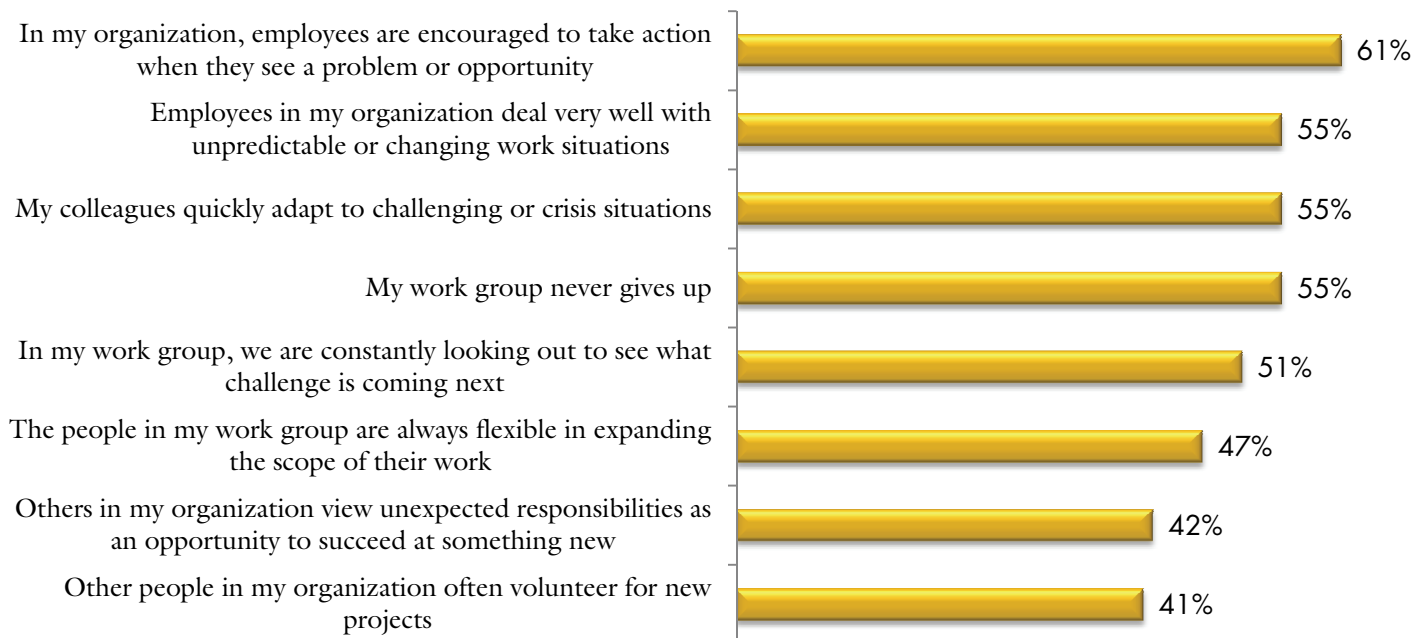 In my organization, employees are encouraged to take action
when they see a problem or opportunity
61%
Employees in my organization deal very well with
unpredictable or changing work situations
55%
My colleagues quickly adapt to challenging or crisis situations
55%
My work group never gives up
55%
In my work group, we are constantly looking out to see what
challenge is coming next
51%
The people in my work group are always flexible in expanding
the scope of their work
47%
Others in my organization view unexpected responsibilities as
an opportunity to succeed at something new
42%
Other people in my organization often volunteer for new
projects
41%